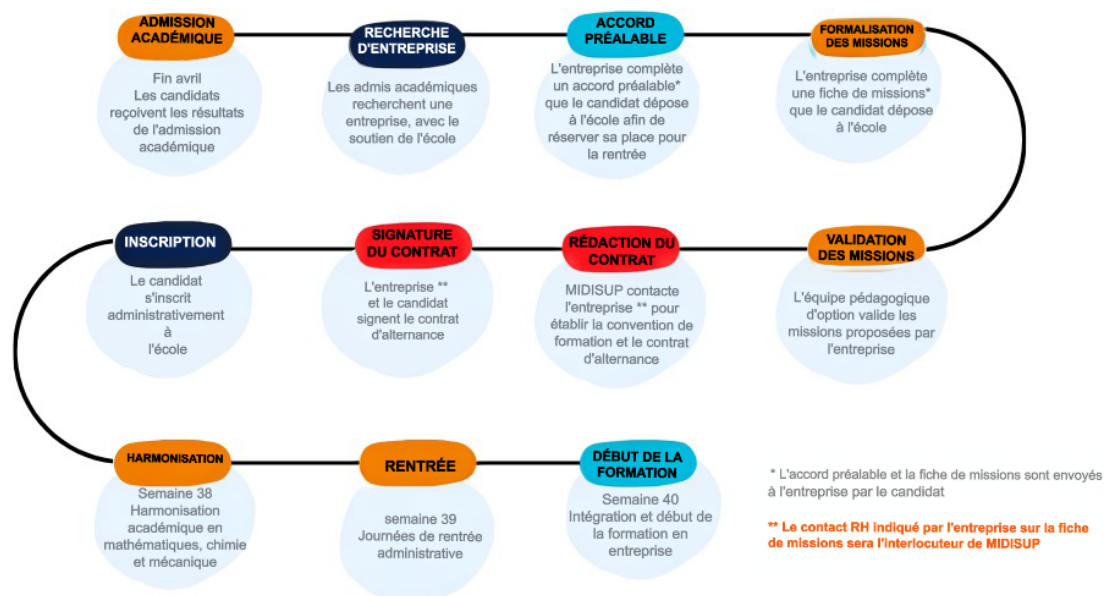 ADMISSION
ACADÉMIQUE
Fin avril
Les candidats
reçoivent les résultats
de l'admission
académique
RECHERCHE
D'ENTREPRISE
Les admis académiques
recherchent une
entreprise, avec le
soutien de l'école
ACCORD
PRÉALABLE
L'entreprise complète
un accord préalable*
que le candidat dépose
à l'école afin de
réserver sa place pour
la rentrée
FORMALISATION
DES MISSIONS
L'entreprise complète
une fiche de missions*
que le candidat dépose
à l'école
VALIDATION
DES MISSIONS
L'équipe pédagogique
d'option valide les
missions proposées par
l'entreprise
RÉDACTION DU
CONTRAT
MIDISUP contacte
l'entreprise ** pour
établir la convention de
formation et le contrat
d'alternance
SIGNATURE
DU CONTRAT
L'entreprise **
et le candidat
signent le contrat
d'alternance
INSCRIPTION
Le candidat
s'inscrit
administrativement
à
l'école
HARMONISATION
Semaine 38
Harmonisation
académique en
mathématiques, chimie
et mécanique
RENTRÉE
semaine 39
Journées de rentrée
administrative
DÉBUT DE LA
FORMATION
Semaine 40
Intégration et début de
la formation en
entreprise
* L'accord préalable et la fiche de missions sont envoyés
à l'entreprise par le candidat
** Le contact RH indiqué par l'entreprise sur la fiche
de missions sera l'interlocuteur de MIDISUP